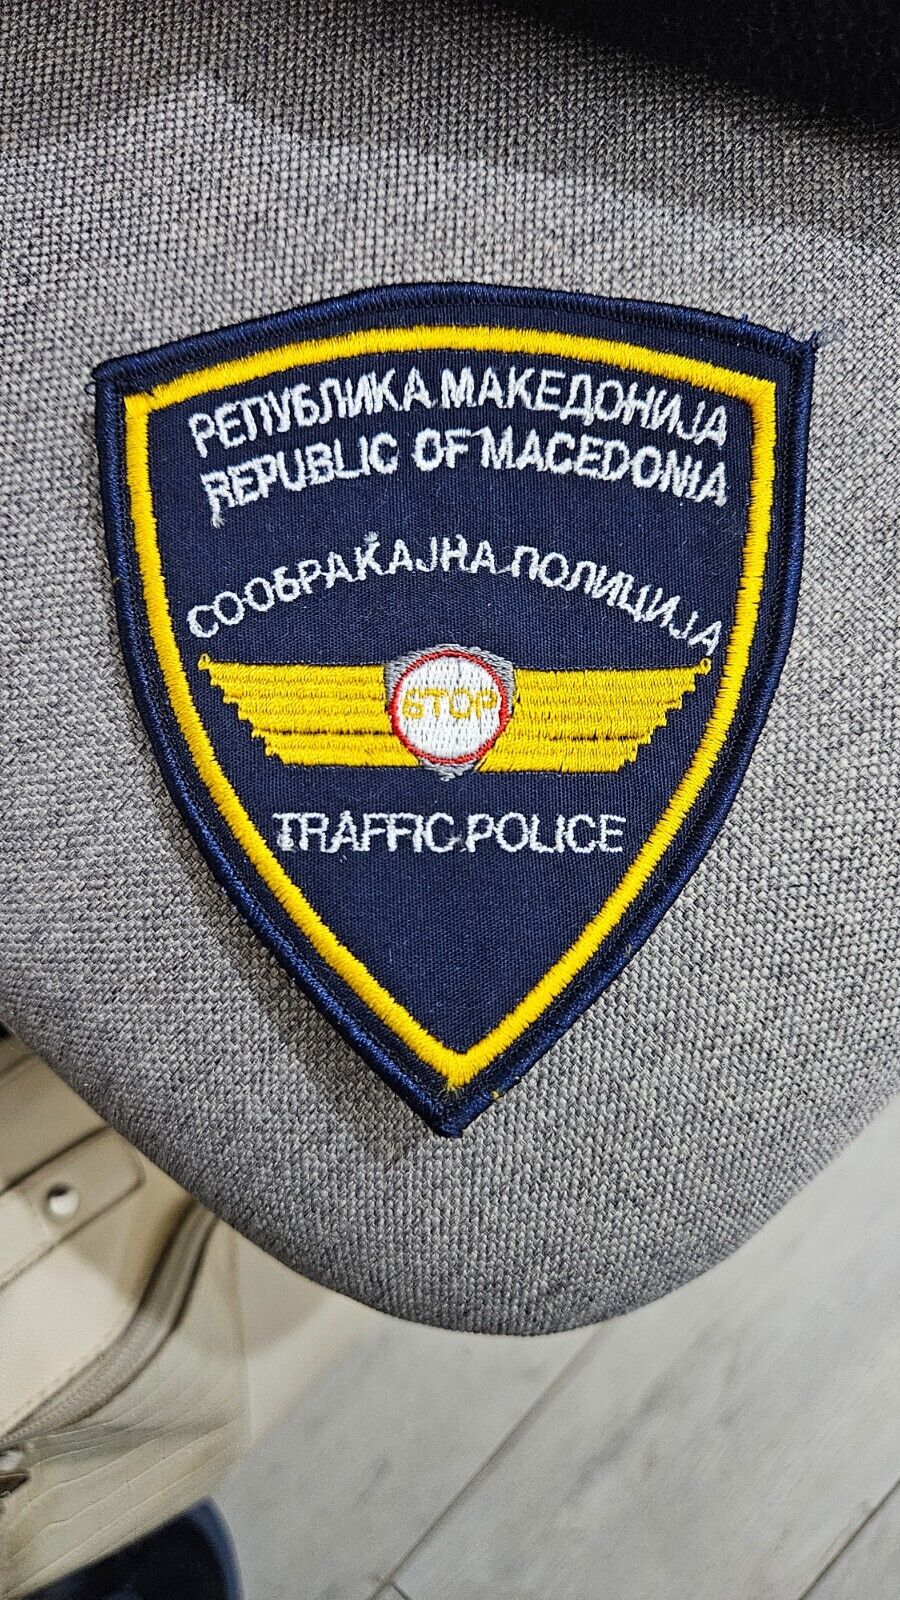 РЕПУБЛИКА МАКЕДОНИЈА
REPUBLIC OF MACEDONIA
СООБРАЌАЈНА ПОЛИЦИЈА
STOP
TRAFFIC POLICE